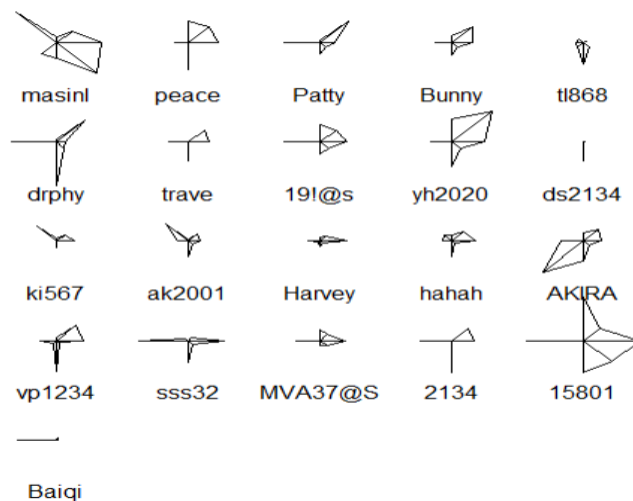 masinl peace Patty Bunny tl868
drphy trave 19!@s yh2020 ds2134
ki567 ak2001 Harvey hahah AKIRA
vp1234 sss32 MVA37@S 2134 15801
Baiqi